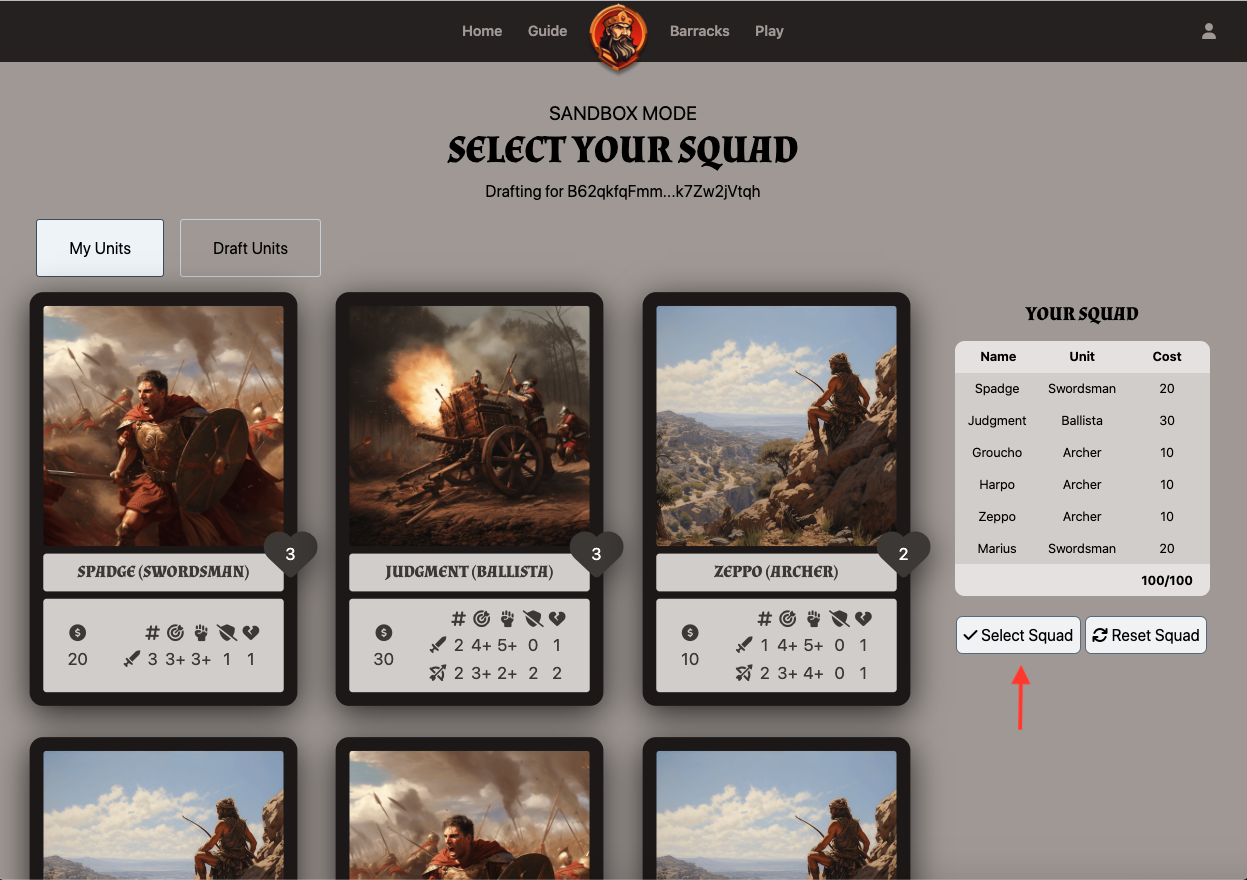 Home Guide Barracks Play
SANDBOX MODE
SELECT YOUR SQUAD
Drafting for B62qkfqFmm...k7Zw2jVtqh
My Units Draft Units
3
SPADGE (SWORDSMAN)
$ #
20 3 3+ 3+ 1 1
3
JUDGMENT (BALLISTA)
$ #
30
2 4+ 5+ 0 1
2 3+ 2+ 2 2
2
ZEPPO (ARCHER)
$ #
10
1 4+ 5+ 0 1
2 3+ 4+ 0 1
YOUR SQUAD
Name Unit Cost
Spadge Swordsman 20
Judgment Ballista 30
Groucho Archer 10
Harpo Archer 10
Zeppo Archer 10
Marius Swordsman 20
100/100
Select Squad Reset Squad